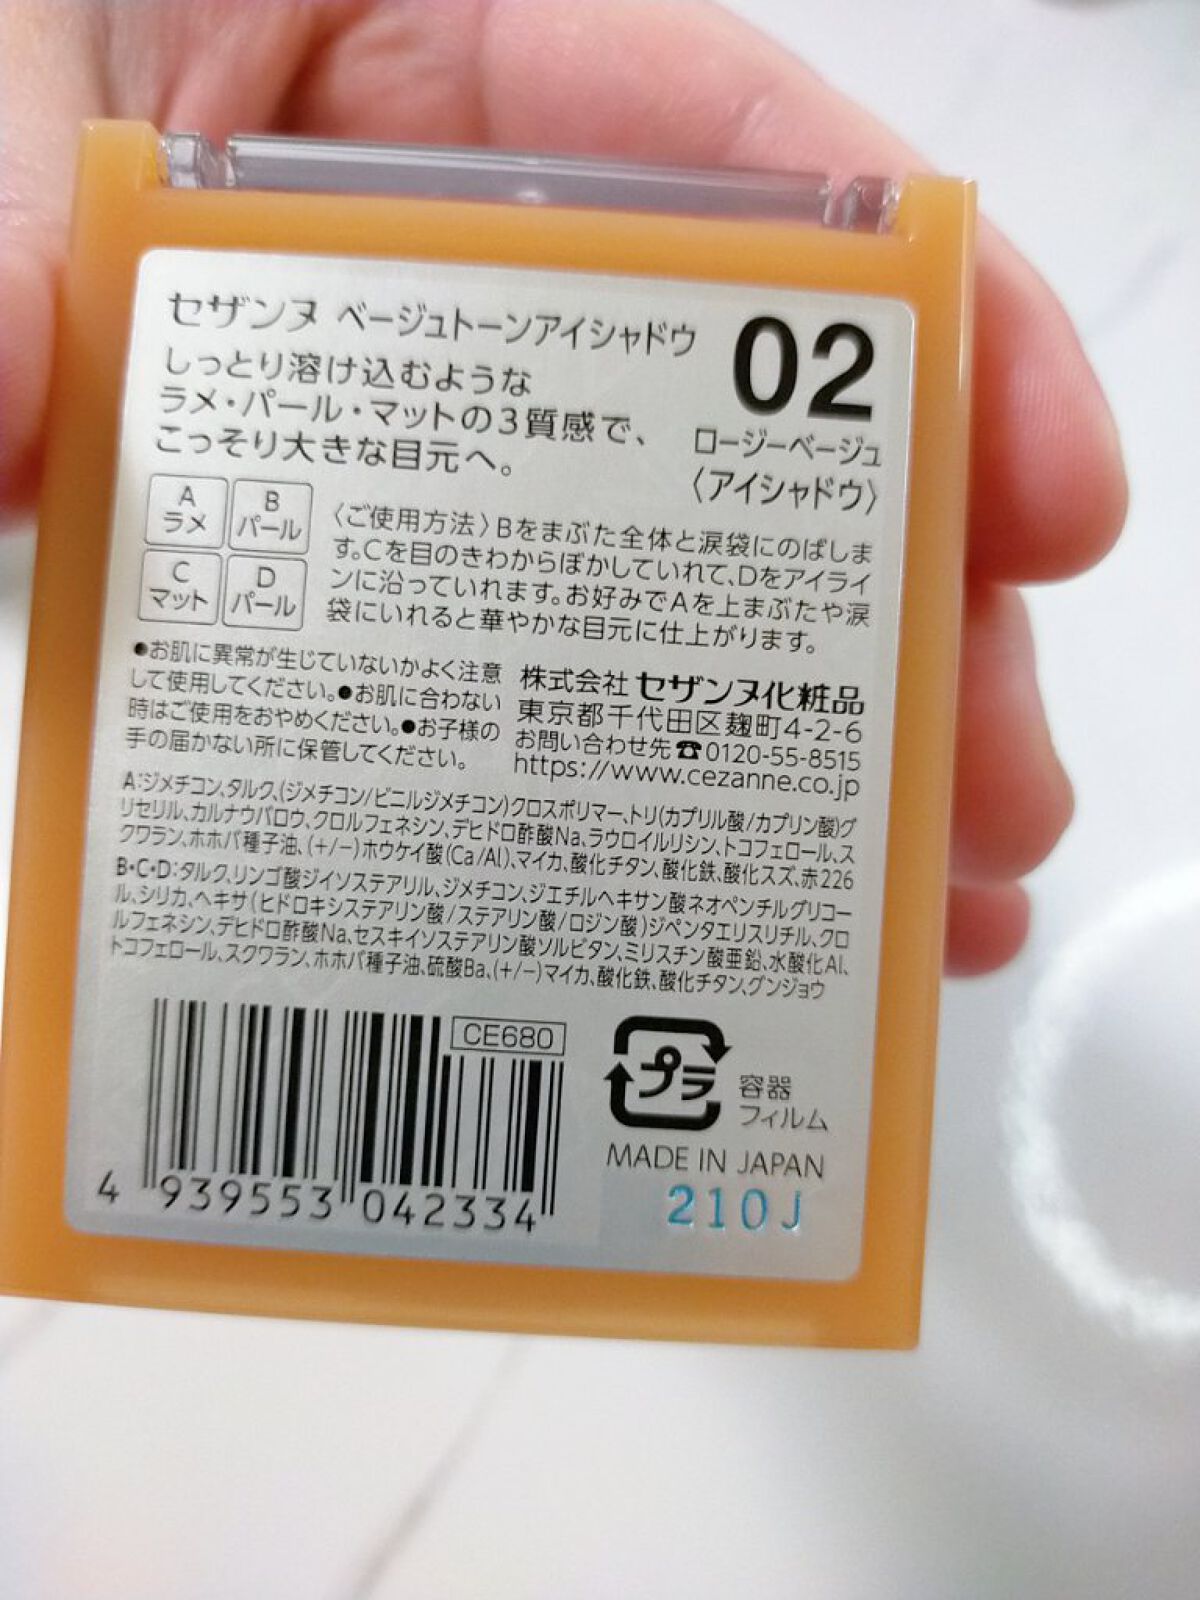 セザンヌ ベージュトーンアイシャドウ
02
ロージーベージュ
〈アイシャドウ〉
しっとり溶け込むような
ラメ・パール・マットの3質感で、
こっそり大きな目元へ。
A
ラメ
B
パール
C
マット
D
パール
〈ご使用方法〉Bをまぶた全体と涙袋にのばしま
す。Cを目のきわからぼかしていれて、Dをアイライ
ンに沿っていれます。お好みでAを上まぶたや涙
袋にいれると華やかな目元に仕上がります。
●お肌に異常が生じていないかよく注意
して使用してください。●お肌に合わない
時はご使用をおやめください。●お子様の
手の届かない所に保管してください。
株式会社 セザンヌ化粧品
東京都千代田区麹町4-2-6
お問い合わせ先☎0120-55-8515
https://www.cezanne.co.jp
A:ジメチコン、タルク、(ジメチコン/ビニルジメチコン)クロスポリマー、トリ(カプリル酸/カプリン酸)グ
リセリル、カルナウバロウ、クロルフェネシン、デヒドロ酢酸Na、ラウロイルリシン、トコフェロール、ス
クワラン、ホホバ種子油、(+/−)ホウケイ酸(Ca/Al)、マイカ、酸化チタン、酸化鉄、酸化スズ、赤226
B・C・D:タルク、リンゴ酸ジイソステアリル、ジメチコン、ジエチルヘキサン酸ネオペンチルグリコー
ル、シリカ、ヘキサ(ヒドロキシステアリン酸/ステアリン酸/ロジン酸)ジペンタエリスリチル、クロ
ルフェネシン、デヒドロ酢酸Na、セスキイソステアリン酸ソルビタン、ミリスチン酸亜鉛、水酸化Al、
トコフェロール、スクワラン、ホホバ種子油、硫酸Ba、(+/−)マイカ、酸化鉄、酸化チタン、グンジョウ
CE680
4 939553 042334
プラ
容器
フィルム
MADE IN JAPAN
210J